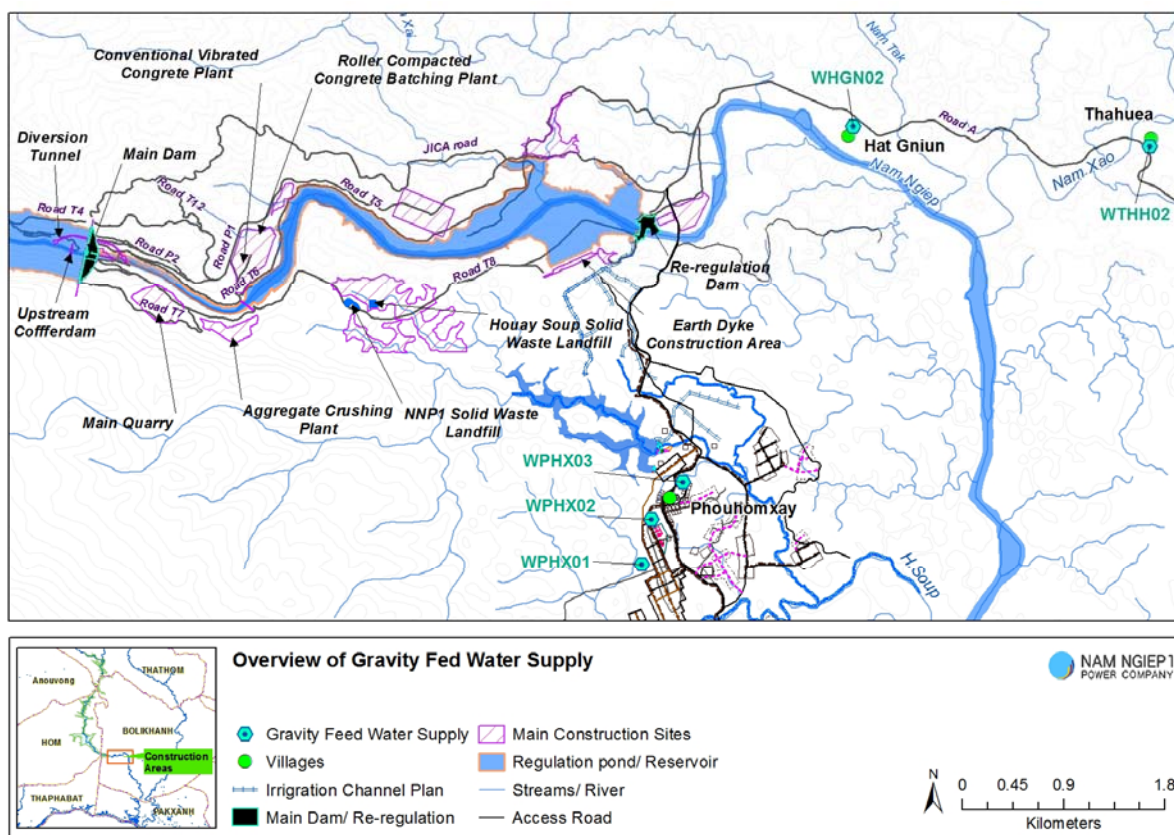 Nam Xai
Nam Tak
Conventional Vibrated
Congrete Plant
Roller Compacted
Congrete Batching Plant
WHGN02
Thahuea
Road A
Diversion
Tunnel
Main Dam
JICA road
Hat Gniun
Nam Xao
Nam Ngiep
WTHH02
Road T4
Road T12
Road P1
Road T5
Road P2
Road T6
Road T8
Road T7
Re-regulation
Dam
Upstream
Coffferdam
Houay Soup Solid
Waste Landfill
Earth Dyke
Construction Area
Main Quarry
Aggregate Crushing
Plant
NNP1 Solid Waste
Landfill
WPHX03
WPHX02
Phouhomxay
WPHX01
H.Soup
Overview of Gravity Fed Water Supply
NAM NGIEP1
POWER COMPANY
Anouvong
THATHOM
BOLIKHANH
HOM
Construction
Areas
THAPHABAT
PAKXANH
Gravity Feed Water Supply
Main Construction Sites
Villages
Regulation pond/ Reservoir
Irrigration Channel Plan
Streams/ River
Main Dam/ Re-regulation
Access Road
N
0 0.45 0.9 1.8
Kilometers